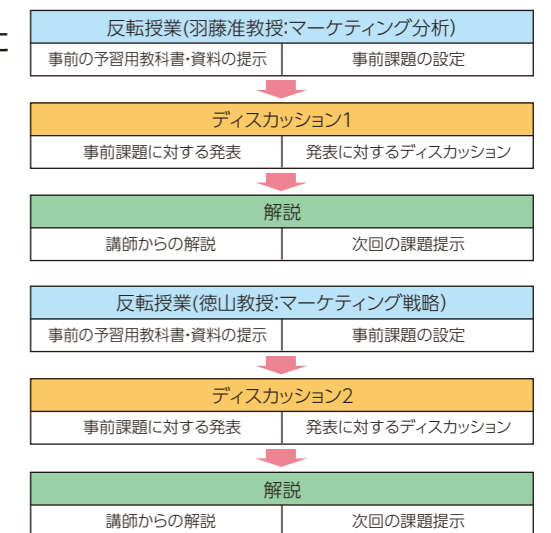 に
反転授業(羽藤准教授:マーケティング分析)
事前の予習用教科書・資料の提示 事前課題の設定
ディスカッション1
事前課題に対する発表 発表に対するディスカッション
解説
講師からの解説 次回の課題提示
反転授業(徳山教授:マーケティング戦略)
事前の予習用教科書・資料の提示 事前課題の設定
ディスカッション2
事前課題に対する発表 発表に対するディスカッション
解説
講師からの解説 次回の課題提示